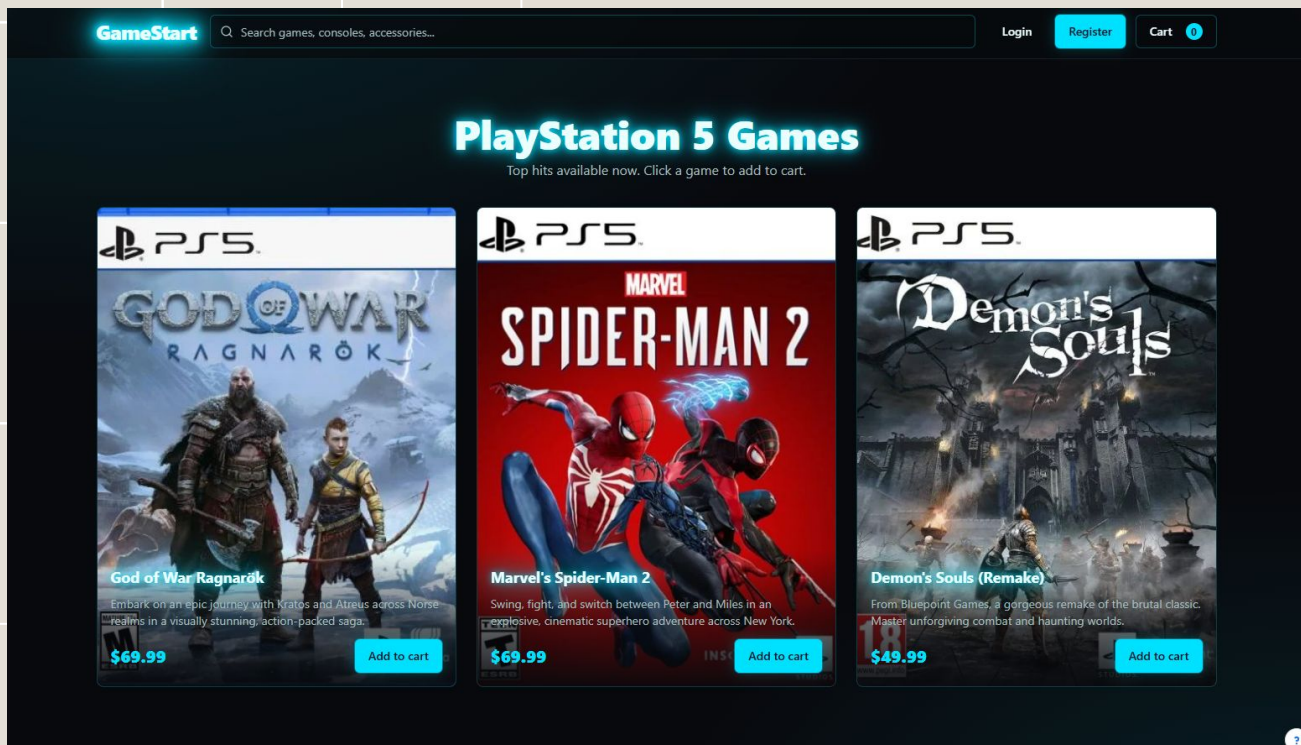 GameStart
Search games, consoles, accessories...
Login
Register
Cart 0
PlayStation 5 Games
Top hits available now. Click a game to add to cart.
PS5
GOD OF WAR
RAGNARÖK
God of War Ragnarök
Embark on an epic journey with Kratos and Atreus across Norse
realms in a visually stunning, action-packed saga.
M
$69.99
Add to cart
PS5
MARVEL
SPIDER-MAN 2
Marvel's Spider-Man 2
Swing, fight, and switch between Peter and Miles in an
explosive, cinematic superhero adventure across New York.
TEEN
ESRB
$69.99
Add to cart
PS5
Demon's
Souls
Demon's Souls (Remake)
From Bluepoint Games, a gorgeous remake of the brutal classic.
Master unforgiving combat and haunting worlds.
18
$49.99
Add to cart
?